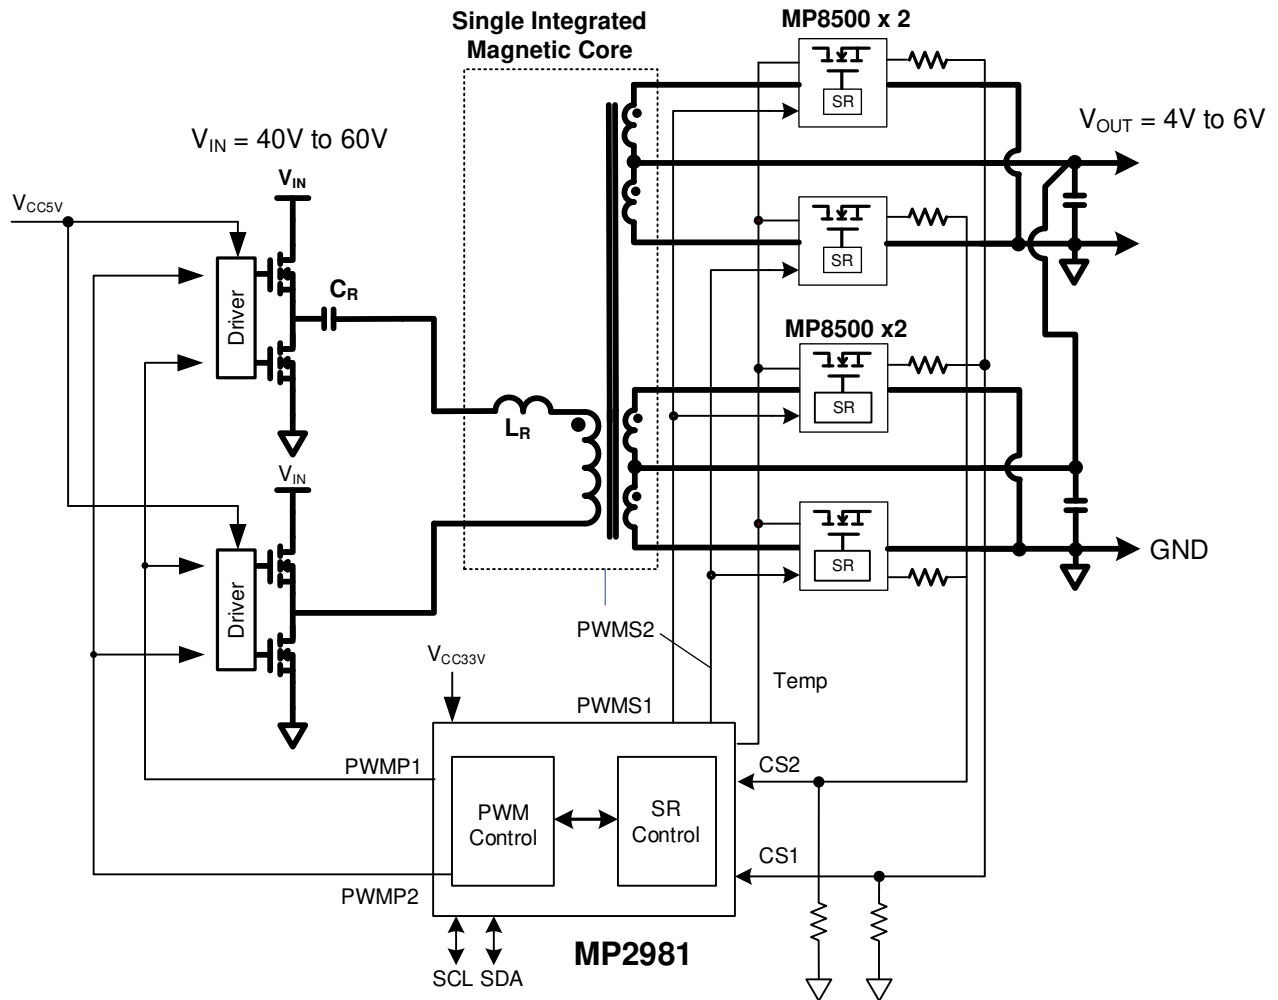 Single Integrated
Magnetic Core
MP8500 x 2
SR
VOUT = 4V to 6V
VIN = 40V to 60V
VIN
VCC5V
Driver
CR
SR
MP8500 x2
SR
LR
VIN
Driver
SR
GND
PWMS2
VCC33V
Temp
PWMS1
PWMP1
CS2
PWM
Control
SR
Control
CS1
PWMP2
MP2981
SCL SDA